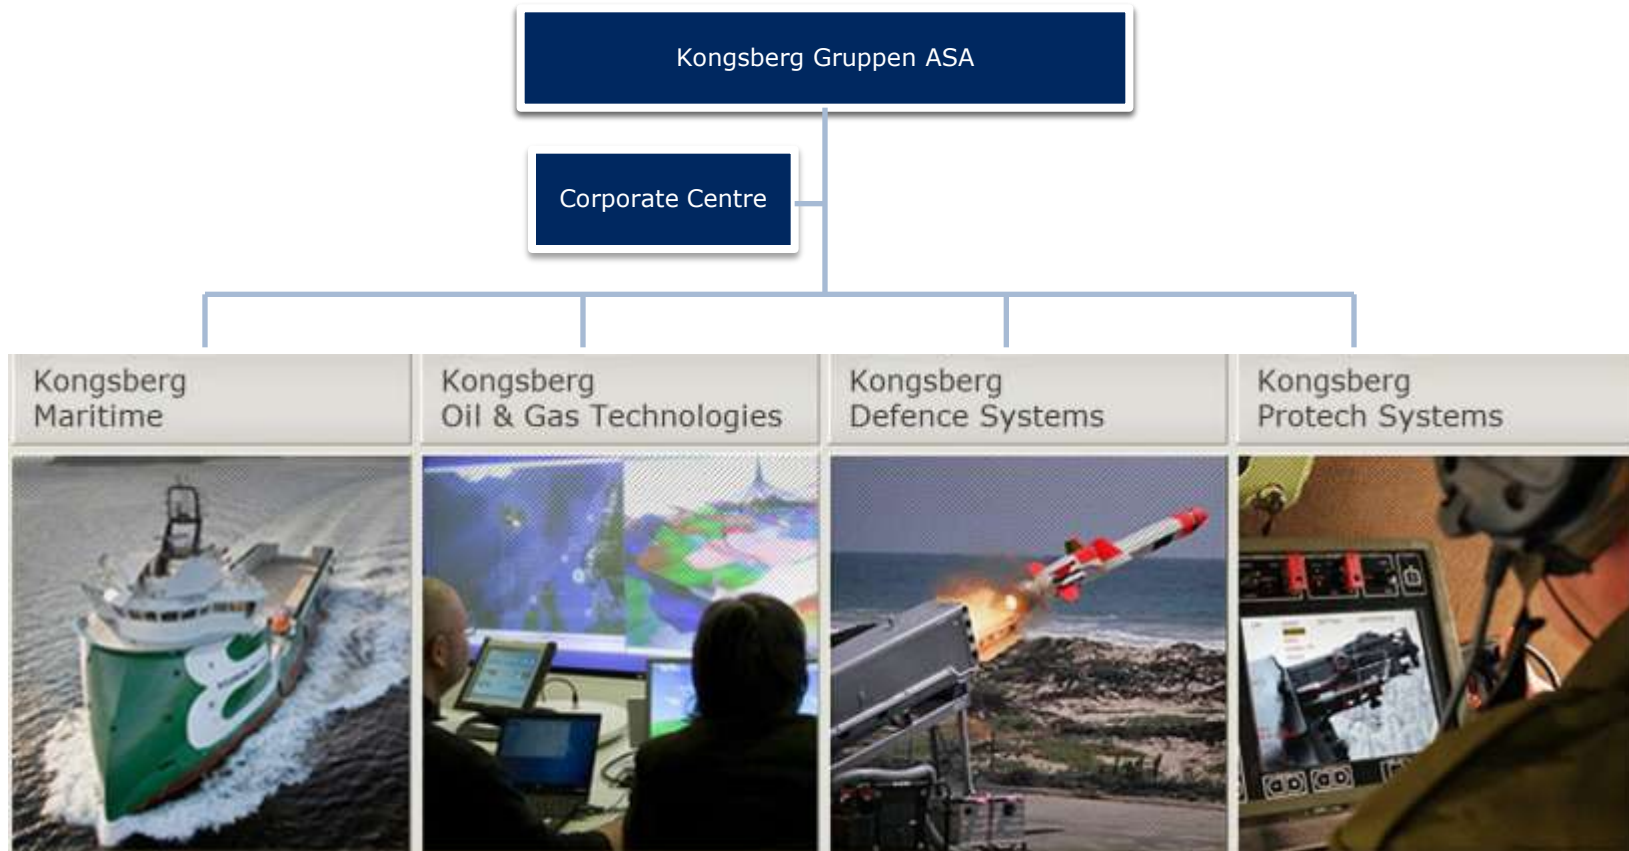 Kongsberg Gruppen ASA
Corporate Centre
Kongsberg
Maritime
Kongsberg
Oil & Gas Technologies
Kongsberg
Defence Systems
Kongsberg
Protech Systems